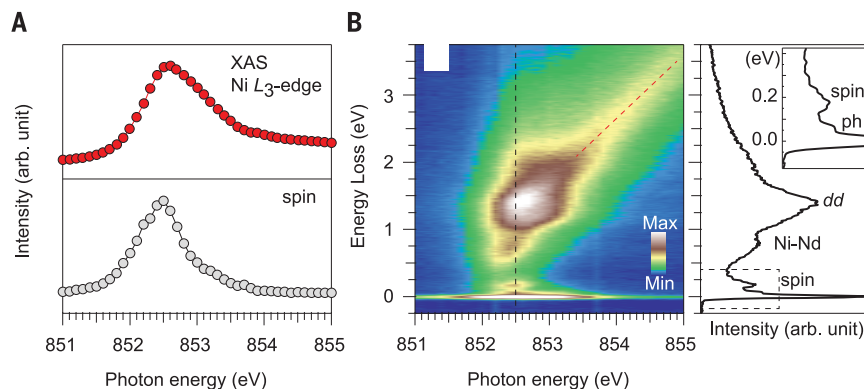 A
XAS
Ni L3-edge
spin
Intensity (arb. unit)
851 852 853 854 855
Photon energy (eV)
B
Energy Loss (eV)
3
2
1
0
Max
Min
851 852 853 854 855
Photon energy (eV)
(eV)
0.2
0.0
spin
ph
dd
Ni-Nd
spin
Intensity (arb. unit)